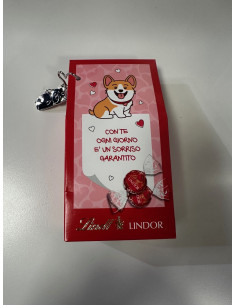 CON TE
OGNI GIORNO
E' UN SORRISO
GARANTITO
Lindt LINDOR